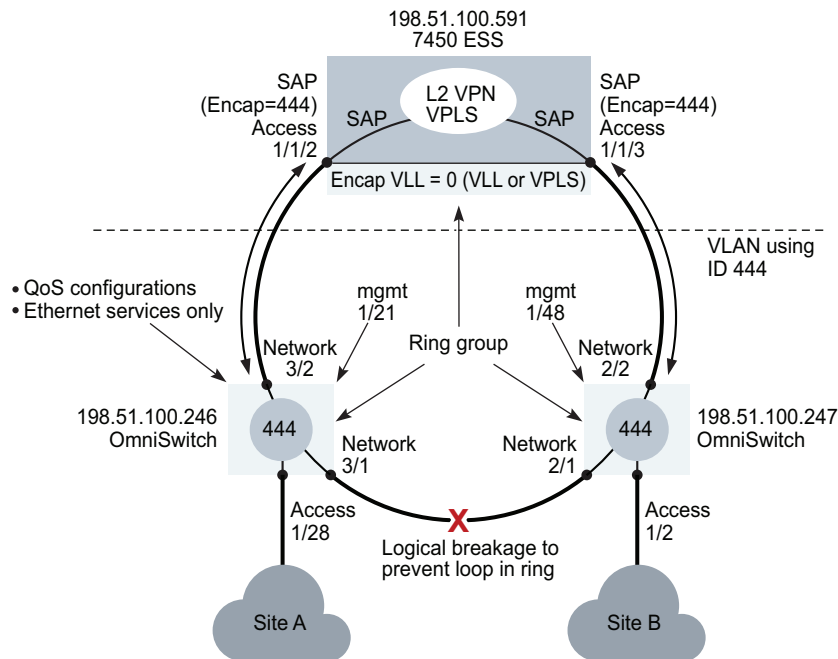 198.51.100.591
7450 ESS
SAP
(Encap=444)
Access
1/1/2
SAP
L2 VPN
VPLS
SAP
SAP
(Encap=444)
Access
1/1/3
Encap VLL = 0 (VLL or VPLS)
VLAN using
ID 444
• QoS configurations
• Ethernet services only
mgmt
1/21
mgmt
1/48
Ring group
Network
3/2
Network
2/2
198.51.100.246
OmniSwitch
444
444
198.51.100.247
OmniSwitch
Network
3/1
Network
2/1
X
Access
1/28
Access
1/2
Logical breakage to
prevent loop in ring
Site A
Site B